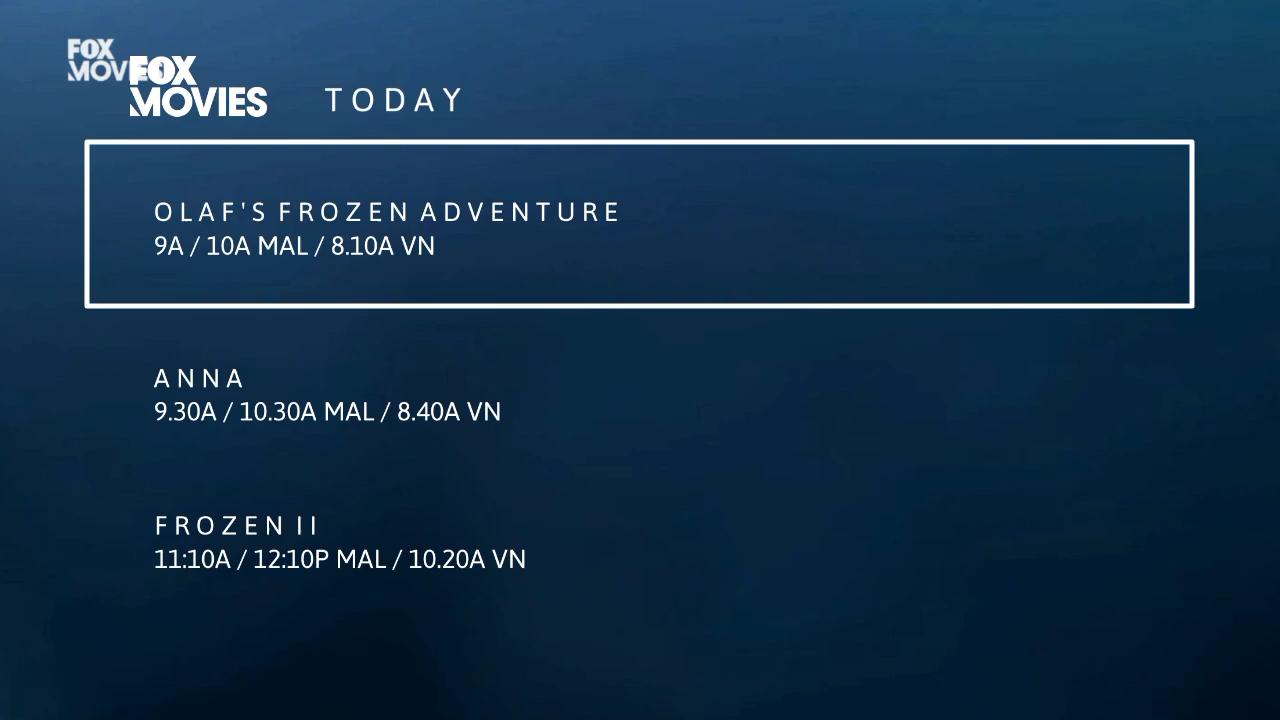 FOX
MOVIES
FOX
MOVIES
TODAY
OLAF'S FROZEN ADVENTURE
9A / 10A MAL / 8.10A VN
ANNA
9.30A / 10.30A MAL / 8.40A VN
FROZEN II
11:10A / 12:10P MAL / 10.20A VN